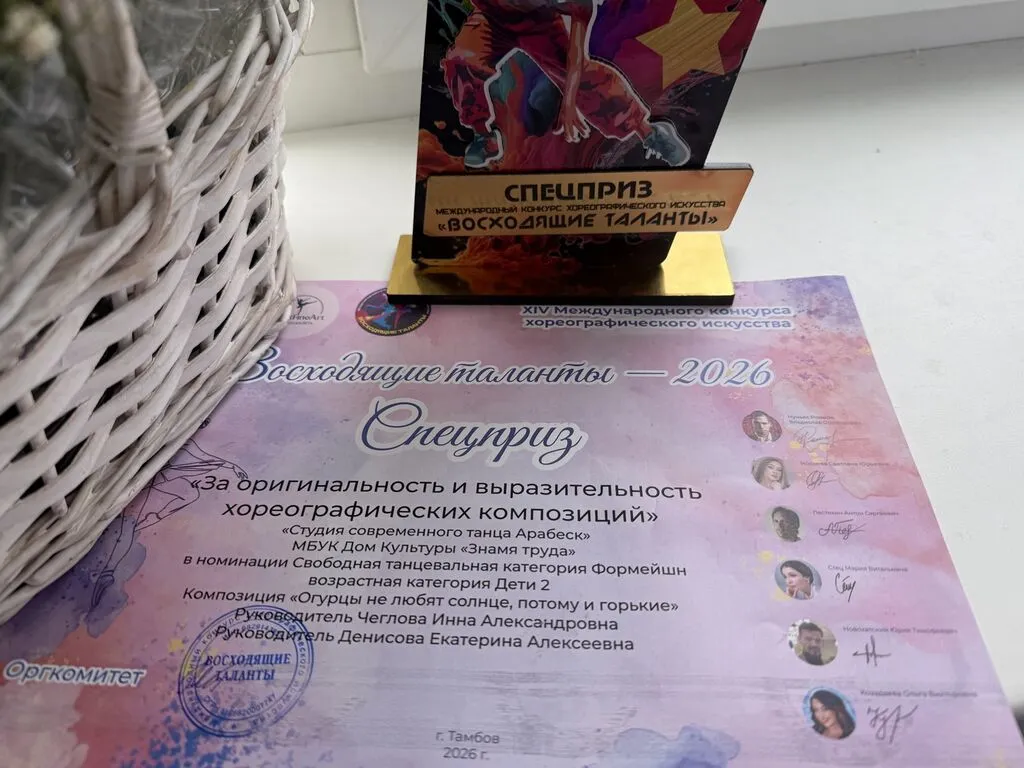 СПЕЦПРИЗ
МЕЖДУНАРОДНЫЙ КОНКУРС ХОРЕОГРАФИЧЕСКОГО ИСКУССТВА
«ВОСХОДЯЩИЕ ТАЛАНТЫ»
XIV Международного конкурса
хореографического искусства
Восходящие таланты — 2026
Спецприз
«За оригинальность и выразительность
хореографических композиций»
«Студия современного танца Арабеск»
МБУК Дом Культуры «Знамя труда»
в номинации Свободная танцевальная категория Формейшн
возрастная категория Дети 2
Композиция «Огурцы не любят солнце, потому и горькие»
Руководитель Чеглова Инна Александровна
Руководитель Денисова Екатерина Алексеевна
Оргкомитет
ВОСХОДЯЩИЕ
ТАЛАНТЫ
г. Тамбов
2026 г.